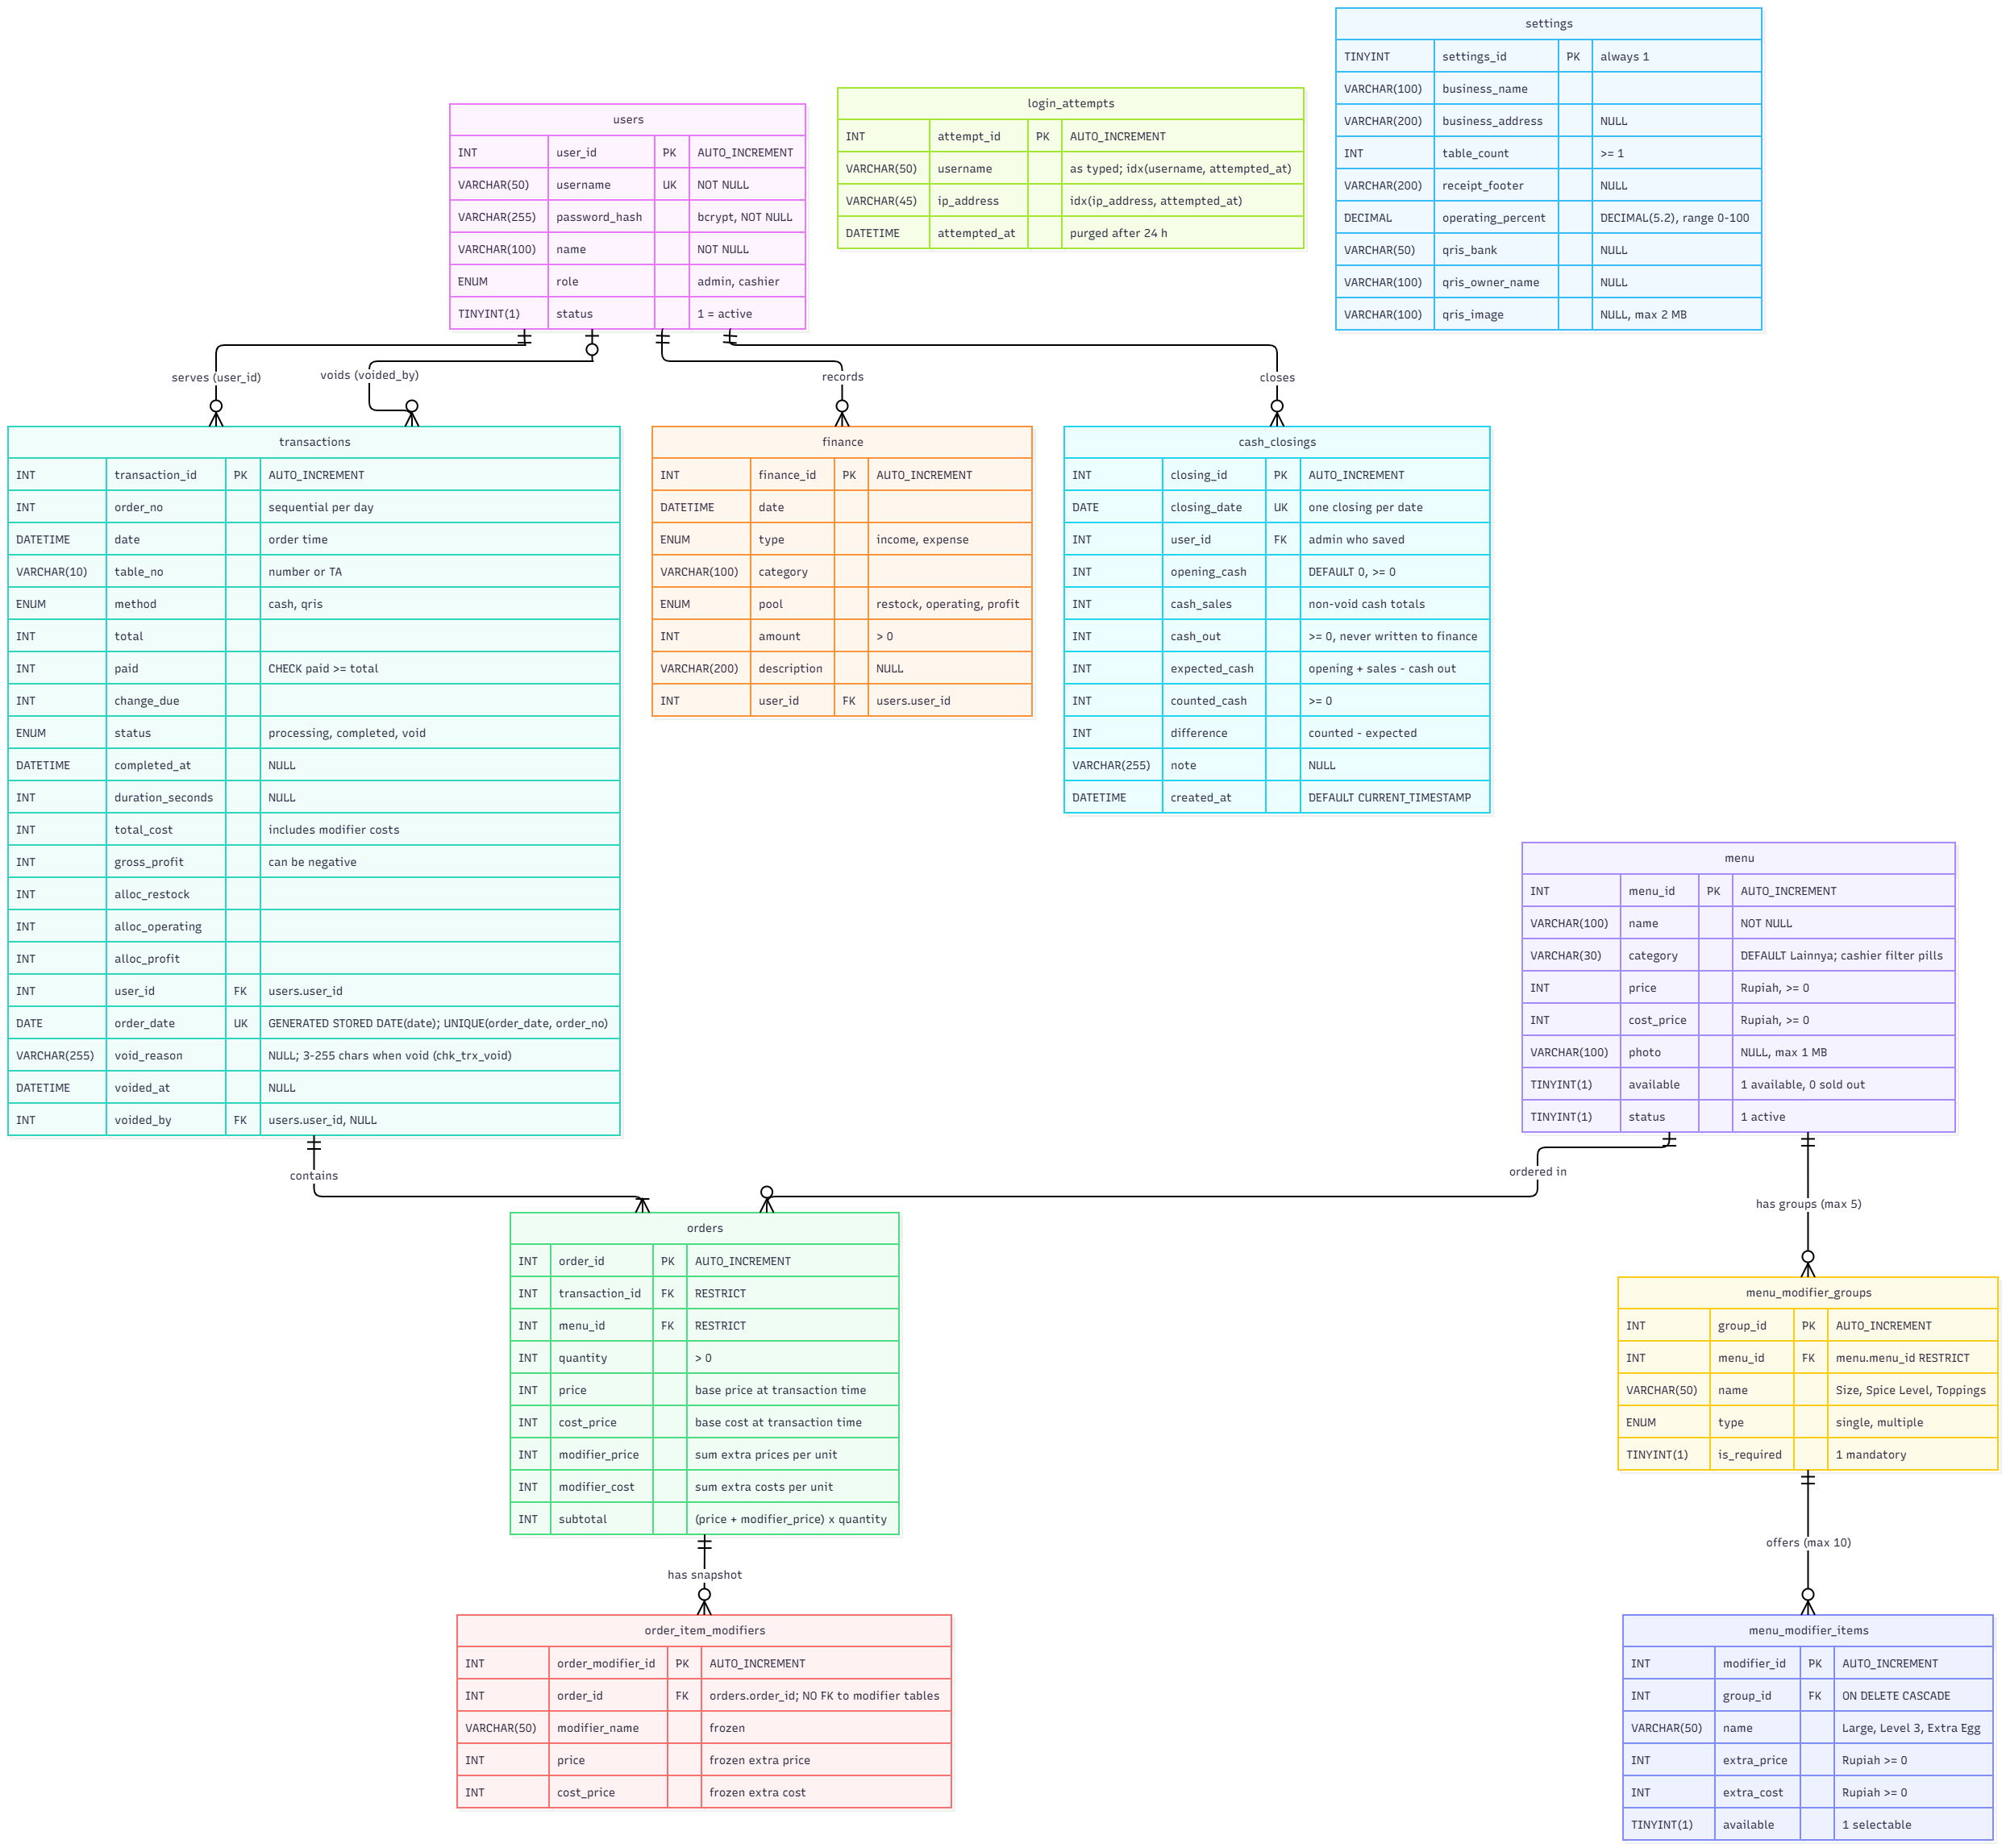 settings
TINYINT settings_id PK always 1
VARCHAR(100) business_name
VARCHAR(200) business_address NULL
INT table_count >= 1
VARCHAR(200) receipt_footer NULL
DECIMAL operating_percent DECIMAL(5.2), range 0-100
VARCHAR(50) qris_bank NULL
VARCHAR(100) qris_owner_name NULL
VARCHAR(100) qris_image NULL, max 2 MB
login_attempts
INT attempt_id PK AUTO_INCREMENT
VARCHAR(50) username as typed; idx(username, attempted_at)
VARCHAR(45) ip_address idx(ip_address, attempted_at)
DATETIME attempted_at purged after 24 h
users
INT user_id PK AUTO_INCREMENT
VARCHAR(50) username UK NOT NULL
VARCHAR(255) password_hash bcrypt, NOT NULL
VARCHAR(100) name NOT NULL
ENUM role admin, cashier
TINYINT(1) status 1 = active
serves (user_id)
voids (voided_by)
records
closes
transactions
INT transaction_id PK AUTO_INCREMENT
INT order_no sequential per day
DATETIME date order time
VARCHAR(10) table_no number or TA
ENUM method cash, qris
INT total
INT paid CHECK paid >= total
INT change_due
ENUM status processing, completed, void
DATETIME completed_at NULL
INT duration_seconds NULL
INT total_cost includes modifier costs
INT gross_profit can be negative
INT alloc_restock
INT alloc_operating
INT alloc_profit
INT user_id FK users.user_id
DATE order_date UK GENERATED STORED DATE(date); UNIQUE(order_date, order_no)
VARCHAR(255) void_reason NULL; 3-255 chars when void (chk_trx_void)
DATETIME voided_at NULL
INT voided_by FK users.user_id, NULL
finance
INT finance_id PK AUTO_INCREMENT
DATETIME date
ENUM type income, expense
VARCHAR(100) category
ENUM pool restock, operating, profit
INT amount > 0
VARCHAR(200) description NULL
INT user_id FK users.user_id
cash_closings
INT closing_id PK AUTO_INCREMENT
DATE closing_date UK one closing per date
INT user_id FK admin who saved
INT opening_cash DEFAULT 0, >= 0
INT cash_sales non-void cash totals
INT cash_out >= 0, never written to finance
INT expected_cash opening + sales - cash out
INT counted_cash >= 0
INT difference counted - expected
VARCHAR(255) note NULL
DATETIME created_at DEFAULT CURRENT_TIMESTAMP
menu
INT menu_id PK AUTO_INCREMENT
VARCHAR(100) name NOT NULL
VARCHAR(30) category DEFAULT Lainnya; cashier filter pills
INT price Rupiah, >= 0
INT cost_price Rupiah, >= 0
VARCHAR(100) photo NULL, max 1 MB
TINYINT(1) available 1 available, 0 sold out
TINYINT(1) status 1 active
contains
ordered in
has groups (max 5)
orders
INT order_id PK AUTO_INCREMENT
INT transaction_id FK RESTRICT
INT menu_id FK RESTRICT
INT quantity > 0
INT price base price at transaction time
INT cost_price base cost at transaction time
INT modifier_price sum extra prices per unit
INT modifier_cost sum extra costs per unit
INT subtotal (price + modifier_price) x quantity
menu_modifier_groups
INT group_id PK AUTO_INCREMENT
INT menu_id FK menu.menu_id RESTRICT
VARCHAR(50) name Size, Spice Level, Toppings
ENUM type single, multiple
TINYINT(1) is_required 1 mandatory
has snapshot
offers (max 10)
order_item_modifiers
INT order_modifier_id PK AUTO_INCREMENT
INT order_id FK orders.order_id; NO FK to modifier tables
VARCHAR(50) modifier_name frozen
INT price frozen extra price
INT cost_price frozen extra cost
menu_modifier_items
INT modifier_id PK AUTO_INCREMENT
INT group_id FK ON DELETE CASCADE
VARCHAR(50) name Large, Level 3, Extra Egg
INT extra_price Rupiah >= 0
INT extra_cost Rupiah >= 0
TINYINT(1) available 1 selectable